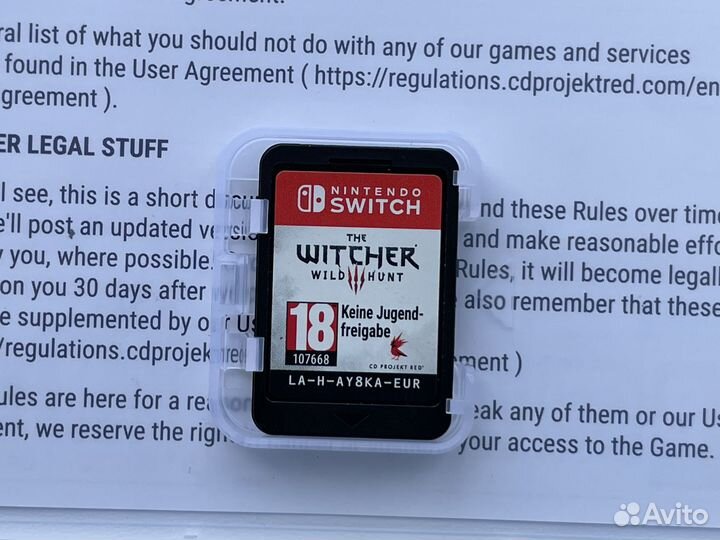 agreement.
ral list of what you should not do with any of our games and services
found in the User Agreement ( https://regulations.cdprojektred.com/en
greement ).
ER LEGAL STUFF
l see, this is a short d
nd these Rules over time
e'll post an updated versi
and make reasonable effo
y you, where possible.
Rules, it will become legall
on you 30 days after
also remember that these
e supplemented by our Us
/regulations.cdprojek
ment )
ules are here for a rea
eak any of them or our Us
ent, we reserve the righ
your access to the Game.
NINTENDO
SWITCH
THE
WITCHER
WILD HUNT
18
107668
Keine Jugend-
freigabe
CD PROJEKT RED
LA-H-AY8KA-EUR
Avito